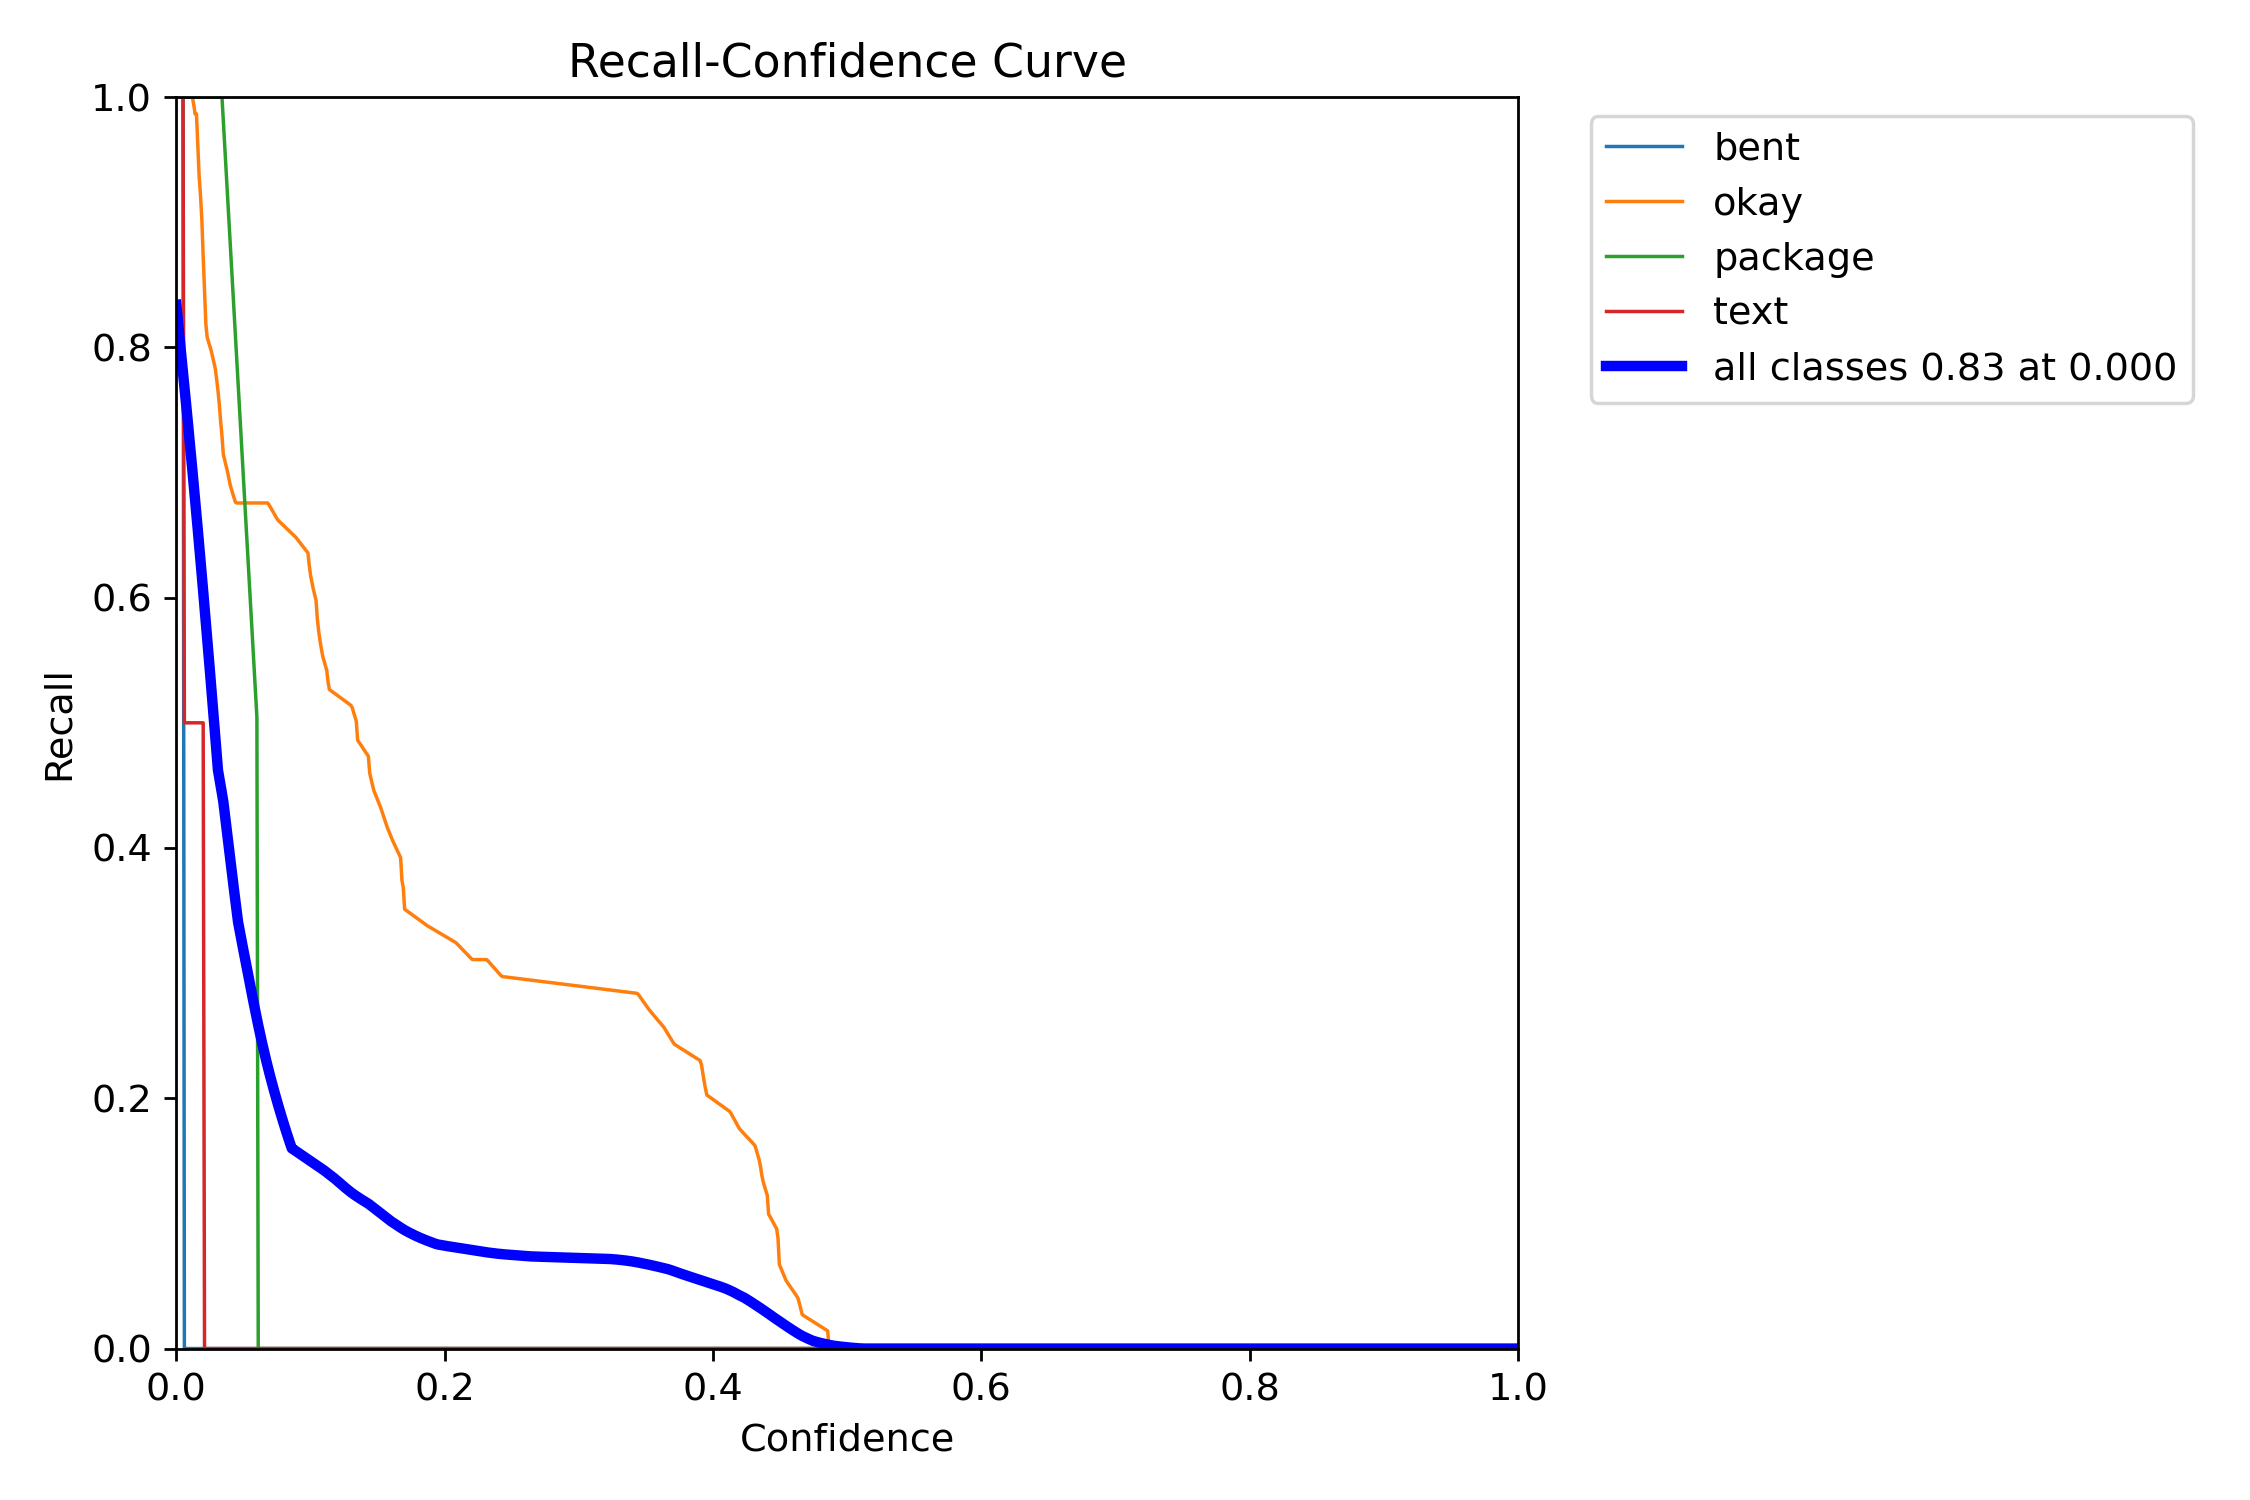 Recall-Confidence Curve
1.0
0.8
0.6
0.4
0.2
0.0
Recall
0.0 0.2 0.4 0.6 0.8 1.0
Confidence
bent
okay
package
text
all classes 0.83 at 0.000